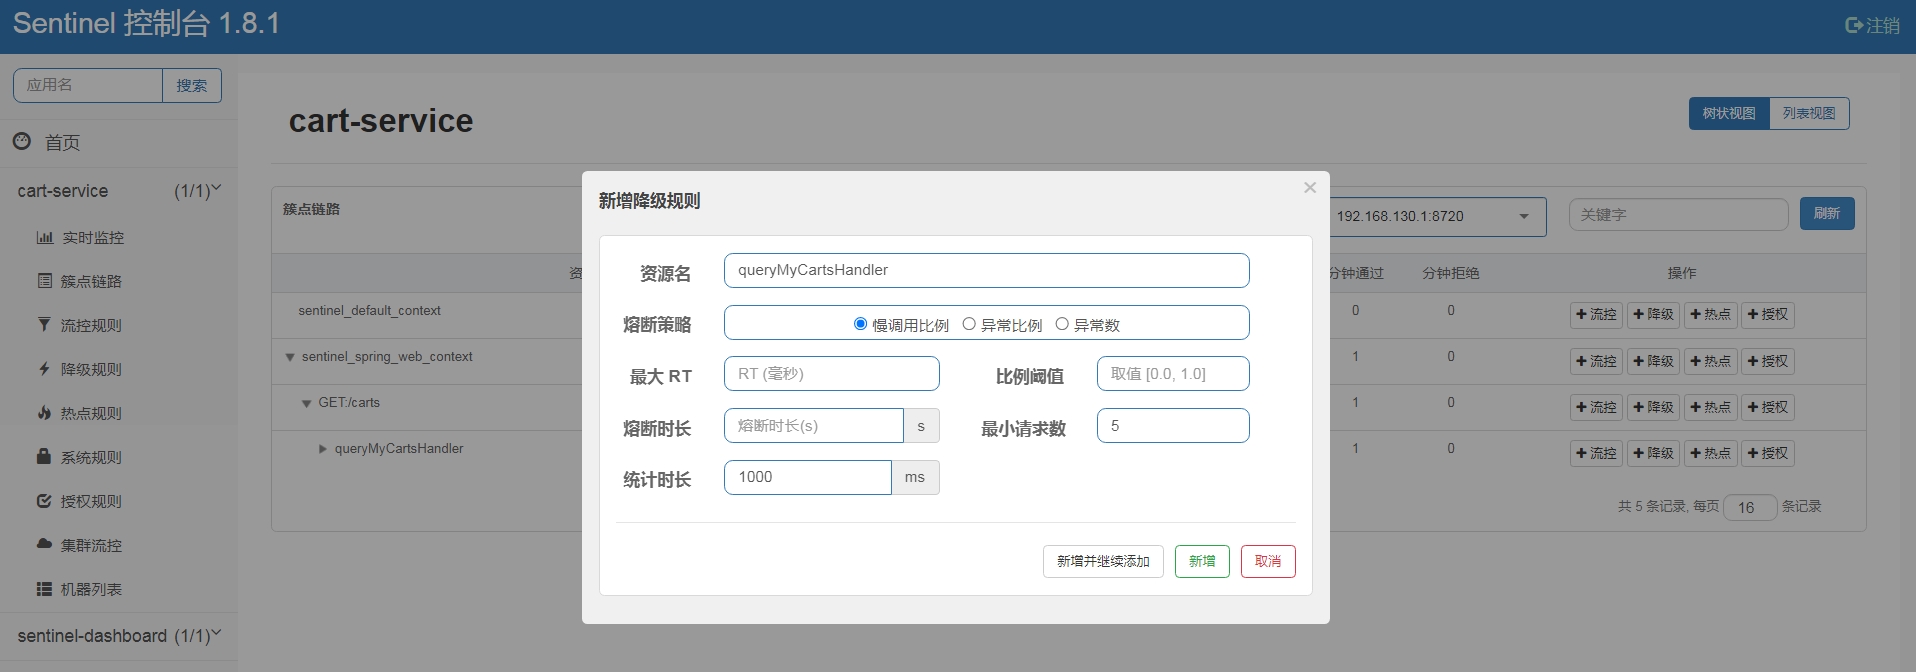 Sentinel 控制台 1.8.1
注销
应用名 搜索
首页
cart-service (1/1)
实时监控
簇点链路
流控规则
降级规则
热点规则
系统规则
授权规则
集群流控
机器列表
sentinel-dashboard (1/1)
cart-service
树状视图 列表视图
簇点链路
192.168.130.1:8720 关键字 刷新
分钟通过 分钟拒绝 操作
sentinel_default_context 0 0 流控 降级 热点 授权
sentinel_spring_web_context 1 0 流控 降级 热点 授权
GET:/carts 1 0 流控 降级 热点 授权
queryMyCartsHandler 1 0 流控 降级 热点 授权
共 5 条记录, 每页 16 条记录
新增降级规则 ×
资源名 queryMyCartsHandler
熔断策略 慢调用比例 异常比例 异常数
最大 RT RT (毫秒) 比例阈值 取值 [0.0, 1.0]
熔断时长 熔断时长(s) s 最小请求数 5
统计时长 1000 ms
新增并继续添加 新增 取消